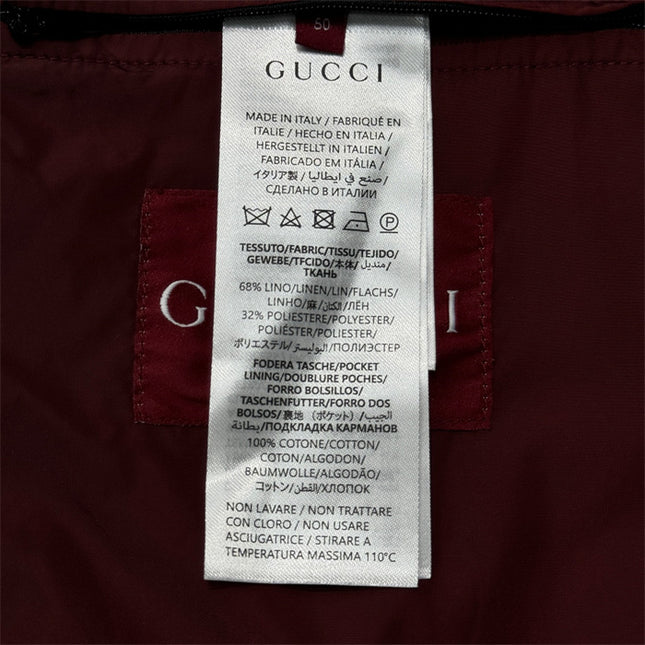 50
GUCCI
MADE IN ITALY / FABRIQUÉ EN
ITALIE / HECHO EN ITALIA /
HERGESTELLT IN ITALIEN /
FABRICADO EM ITÁLIA /
イタリア製 / صنع في إيطاليا /
СДЕЛАНО В ИТАЛИИ
P
TESSUTO/FABRIC/TISSU/TEJIDO/
GEWEBE/TECIDO/本体/منديل/
ТКАНЬ
68% LINO/LINEN/LIN/FLACHS/
LINHO/麻/الكتان/ЛЁН
32% POLIESTERE/POLYESTER/
POLIÉSTER/POLIESTER/
ポリエステル/البوليستر/ПОЛИЭСТЕР
FODERA TASCHE/POCKET
LINING/DOUBLURE POCHES/
FORRO BOLSILLOS/
TASCHENFUTTER/FORRO DOS
BOLSOS/裏地（ポケット）/الجيب
بطانة/ПОДКЛАДКА КАРМАНОВ
100% COTONE/COTTON/
COTON/ALGODON/
BAUMWOLLE/ALGODÃO/
コットン/القطن/ХЛОПОК
NON LAVARE / NON TRATTARE
CON CLORO / NON USARE
ASCIUGATRICE / STIRARE A
TEMPERATURA MASSIMA 110°C
G
I